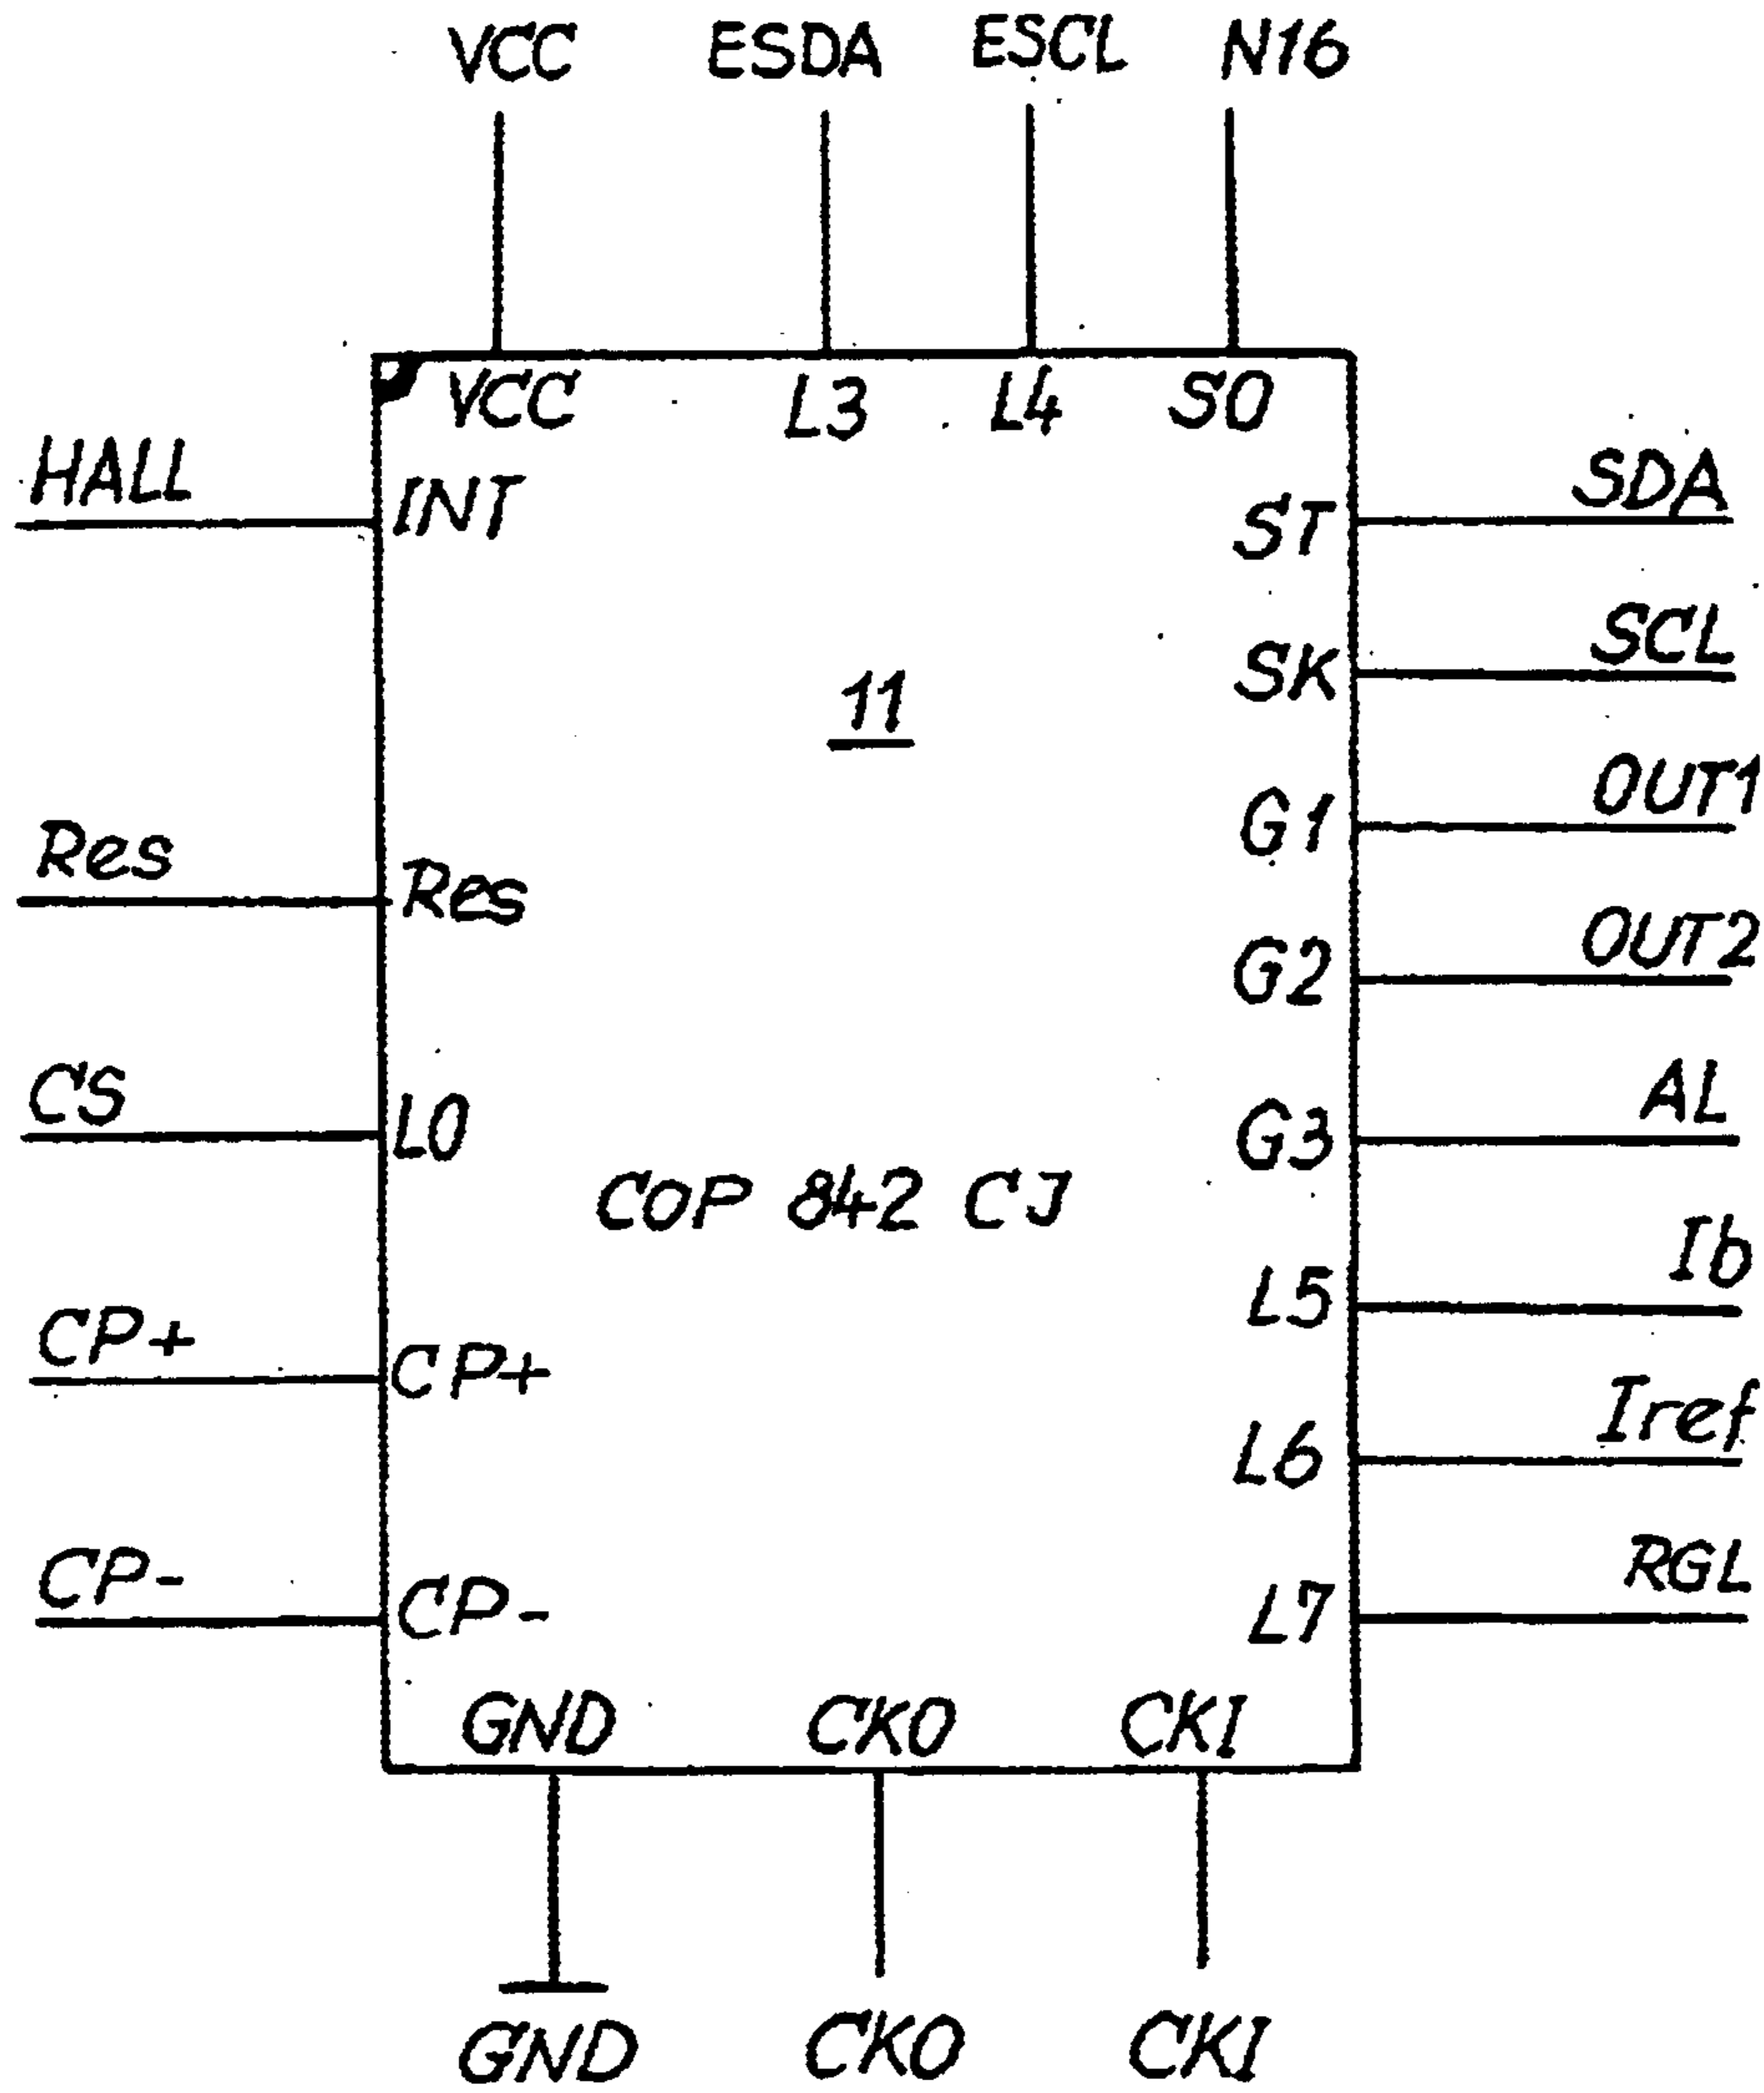 VCC ESDA ESCL N16
VCC L3 L4 SO
HALL INT ST SDA
SK SCL
11
G1 OUT1
Res Res
G2 OUT2
CS L0 G3 AL
COP 842 CJ
L5 Ib
CP+ CP+
L6 Iref
CP- CP- L7 RGL
GND CKO CKI
GND CKO CKI